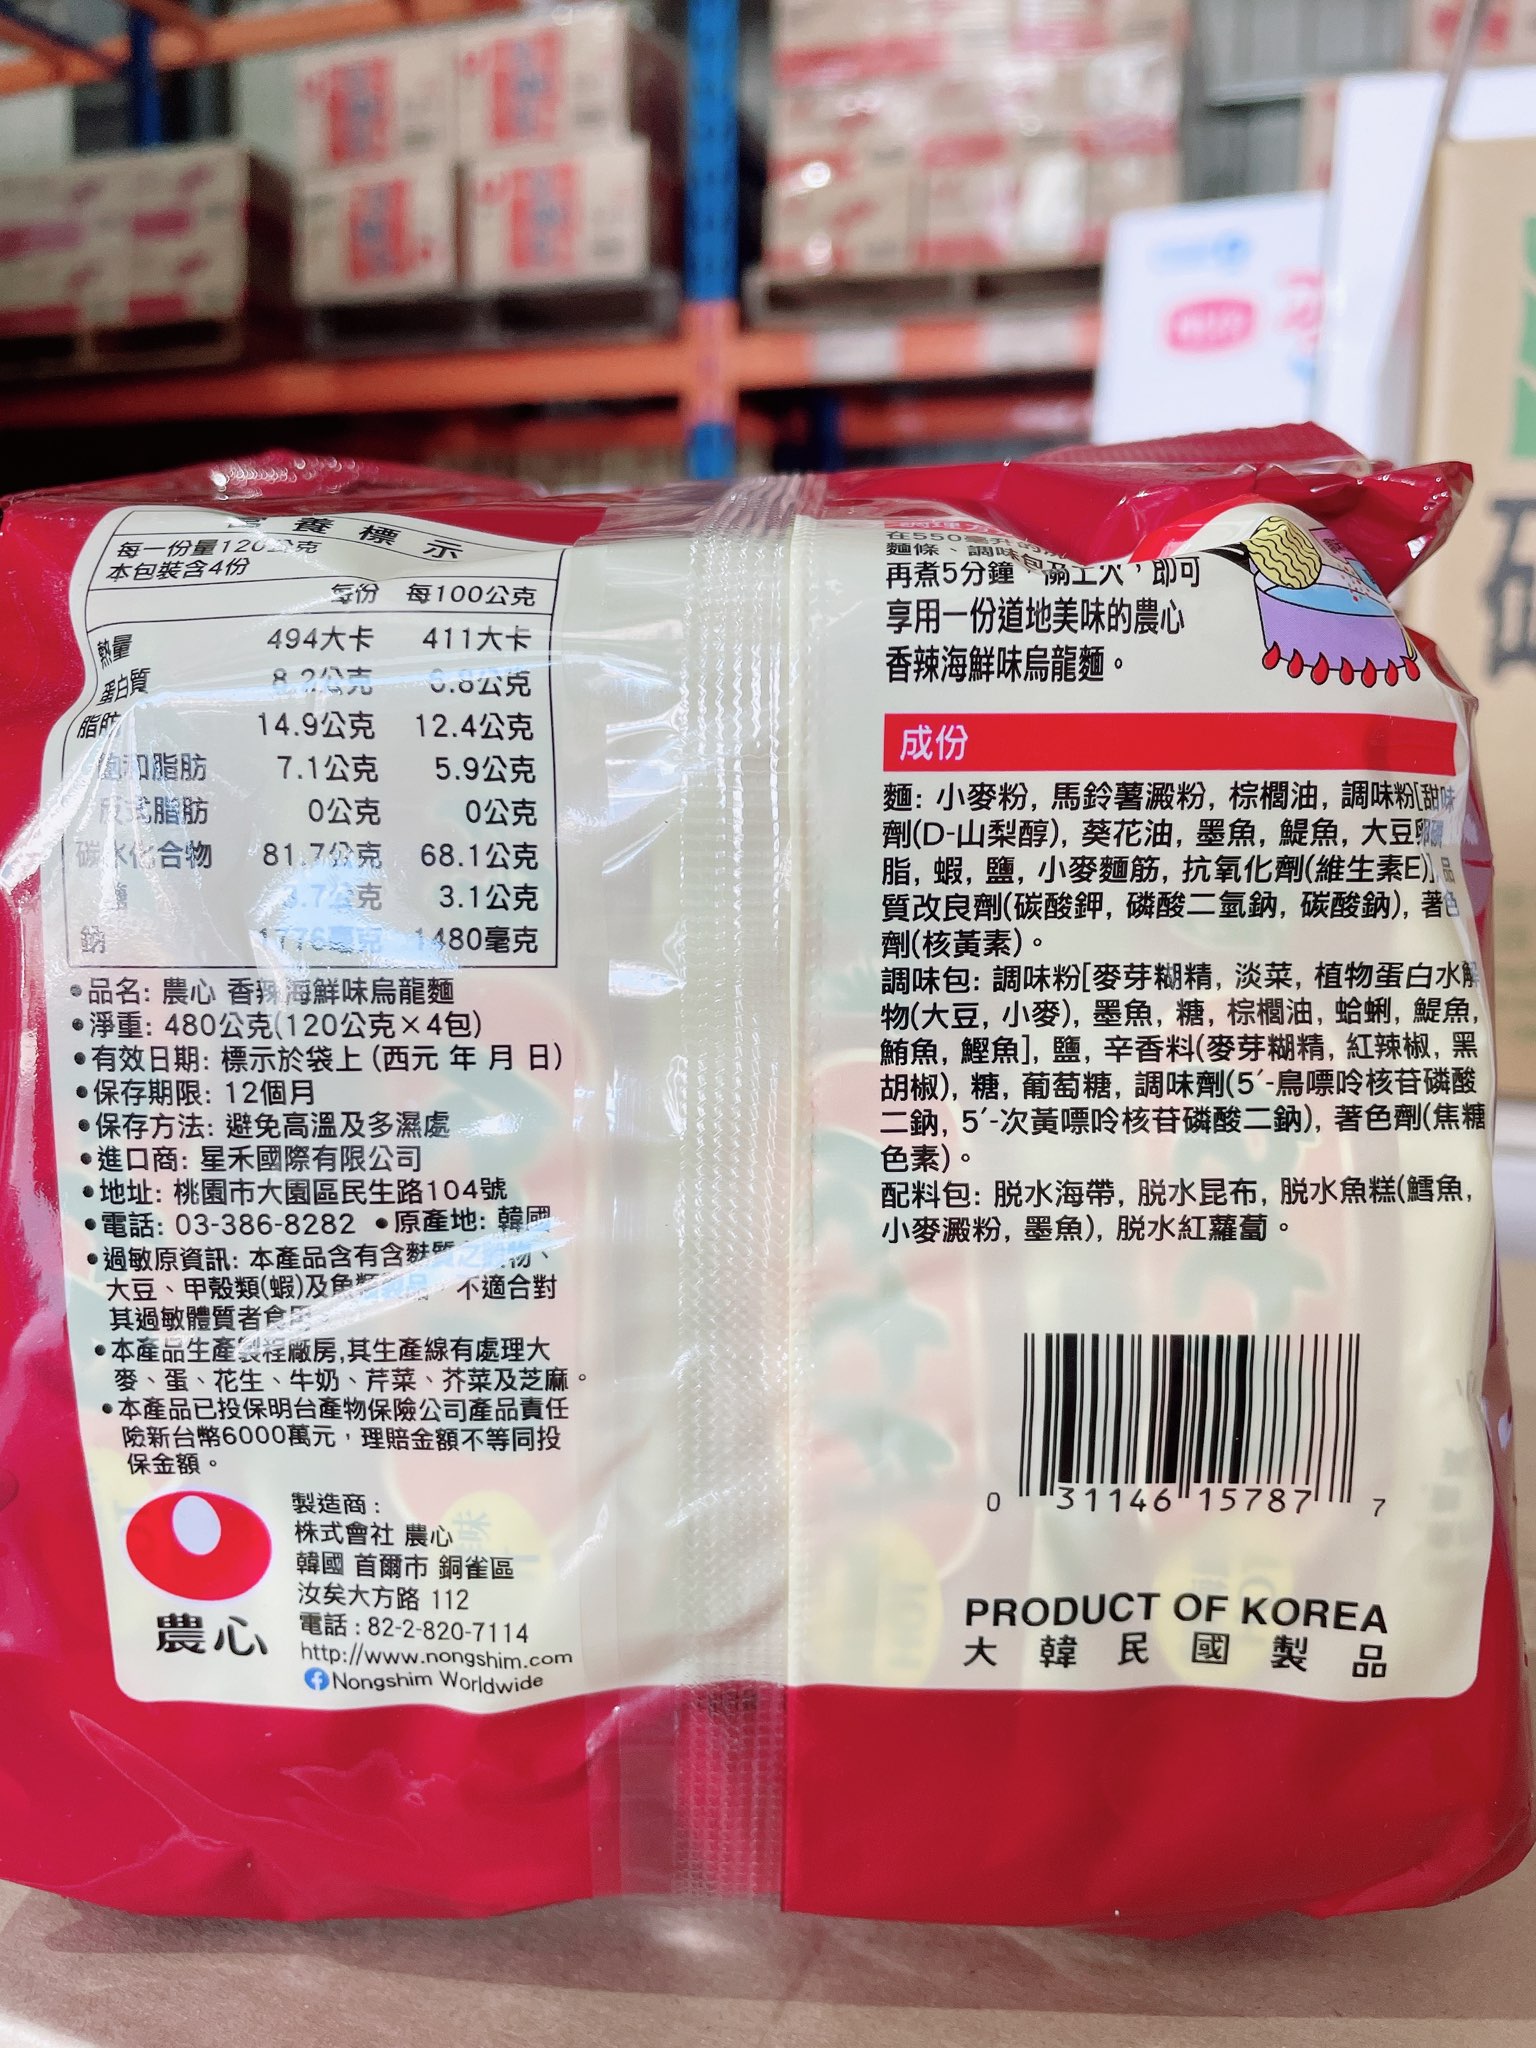 養標示
每一份量120公克
本包裝含4份
每份 每100公克
熱量 494大卡 411大卡
蛋白質 8.2公克 6.8公克
脂肪 14.9公克 12.4公克
飽和脂肪 7.1公克 5.9公克
反式脂肪 0公克 0公克
碳水化合物 81.7公克 68.1公克
3.7公克 3.1公克
鈉 1776毫克 1480毫克
•品名: 農心 香辣海鮮味烏龍麵
•淨重: 480公克(120公克×4包)
•有效日期: 標示於袋上(西元 年 月 日)
•保存期限: 12個月
•保存方法: 避免高溫及多濕處
•進口商: 星禾國際有限公司
•地址: 桃園市大園區民生路104號
•電話: 03-386-8282 •原產地: 韓國
•過敏原資訊: 本產品含有含麩質之穀物、
大豆、甲殼類(蝦)及魚類製品,不適合對
其過敏體質者食用。
•本產品生產製程廠房,其生產線有處理大
麥、蛋、花生、牛奶、芹菜、芥菜及芝麻。
•本產品已投保明台產物保險公司產品責任
險新台幣6000萬元,理賠金額不等同投
保金額。
農心
製造商:
株式會社 農心
韓國 首爾市 銅雀區
汝矣大方路 112
電話:82-2-820-7114
http://www.nongshim.com
Nongshim Worldwide
調理方
在550毫升的
麵條、調味包及
再煮5分鐘,關上火,即可
享用一份道地美味的農心
香辣海鮮味烏龍麵。
成份
麵: 小麥粉, 馬鈴薯澱粉, 棕櫚油, 調味粉[甜味
劑(D-山梨醇), 葵花油, 墨魚, 鯷魚, 大豆卵磷
脂, 蝦, 鹽, 小麥麵筋, 抗氧化劑(維生素E)], 品
質改良劑(碳酸鉀, 磷酸二氫鈉, 碳酸鈉), 著色
劑(核黃素)。
調味包: 調味粉[麥芽糊精, 淡菜, 植物蛋白水解
物(大豆, 小麥), 墨魚, 糖, 棕櫚油, 蛤蜊, 鯷魚,
鮪魚, 鰹魚], 鹽, 辛香料(麥芽糊精, 紅辣椒, 黑
胡椒), 糖, 葡萄糖, 調味劑(5´-鳥嘌呤核苷磷酸
二鈉, 5´-次黃嘌呤核苷磷酸二鈉), 著色劑(焦糖
色素)。
配料包: 脫水海帶, 脫水昆布, 脫水魚糕(鱈魚,
小麥澱粉, 墨魚), 脫水紅蘿蔔。
0 31146 15787 7
PRODUCT OF KOREA
大韓民國製品